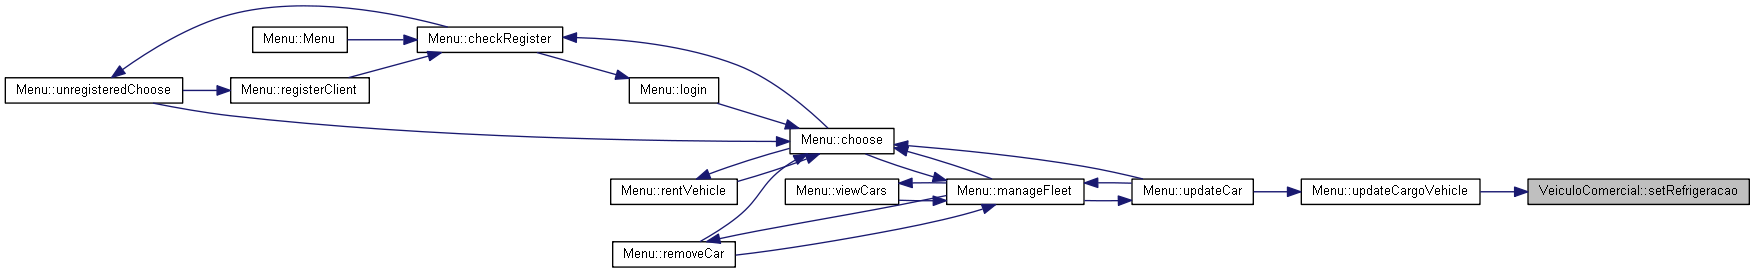 Menu::Menu
Menu::checkRegister
Menu::unregisteredChoose
Menu::registerClient
Menu::login
Menu::choose
Menu::rentVehicle
Menu::viewCars
Menu::manageFleet
Menu::updateCar
Menu::updateCargoVehicle
VeiculoComercial::setRefrigeracao
Menu::removeCar